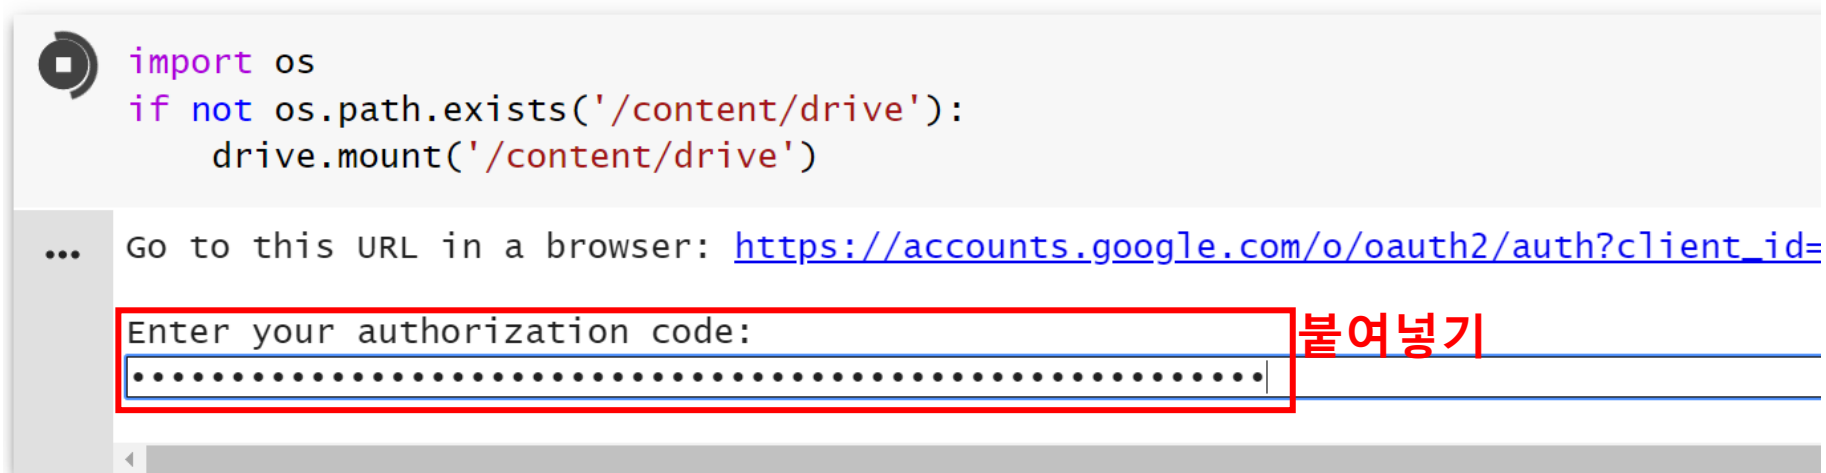 import os
if not os.path.exists('/content/drive'):
    drive.mount('/content/drive')
Go to this URL in a browser: https://accounts.google.com/o/oauth2/auth?client_id=
Enter your authorization code:
붙여넣기